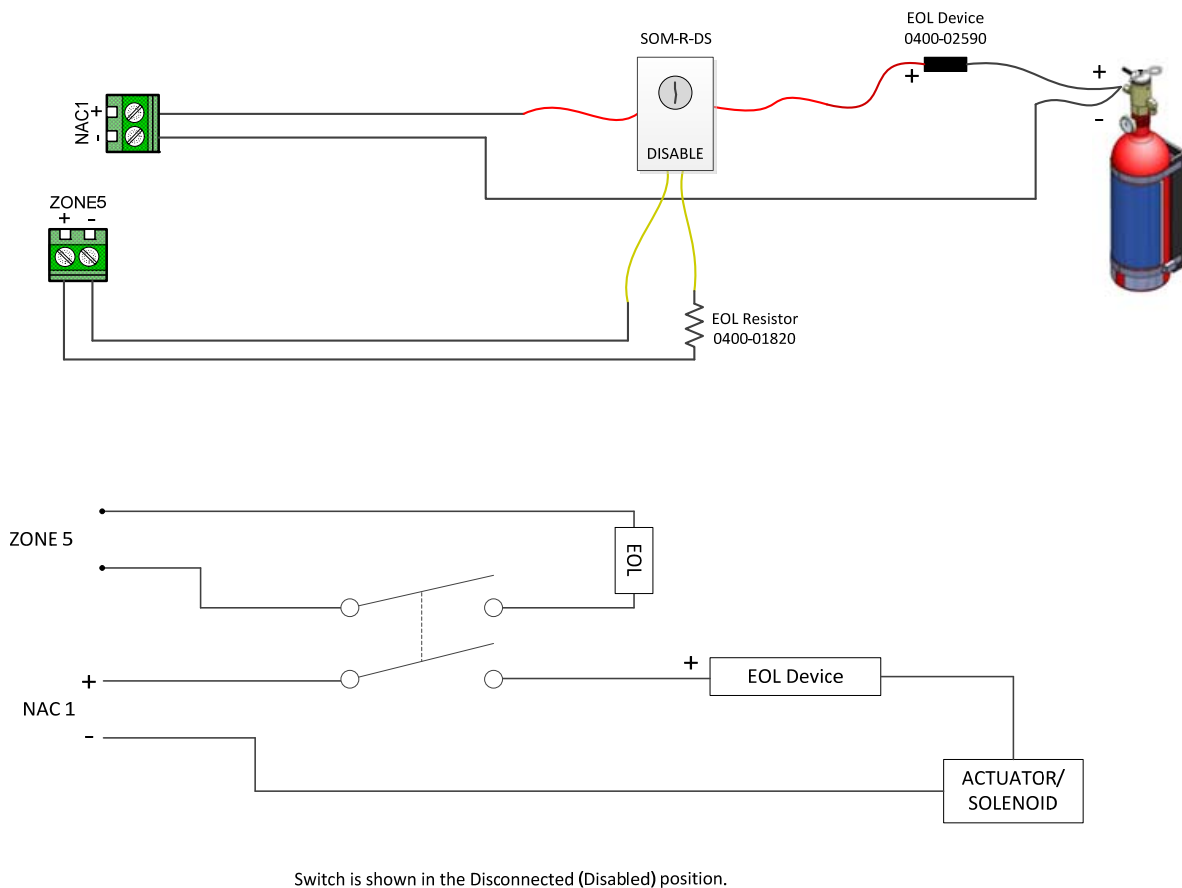 EOL Device
0400-02590
SOM-R-DS
+
+
-
NAC1
+
-
DISABLE
ZONE5
+ -
EOL Resistor
0400-01820
ZONE 5
EOL
+
NAC 1
-
+
EOL Device
ACTUATOR/
SOLENOID
Switch is shown in the Disconnected (Disabled) position.